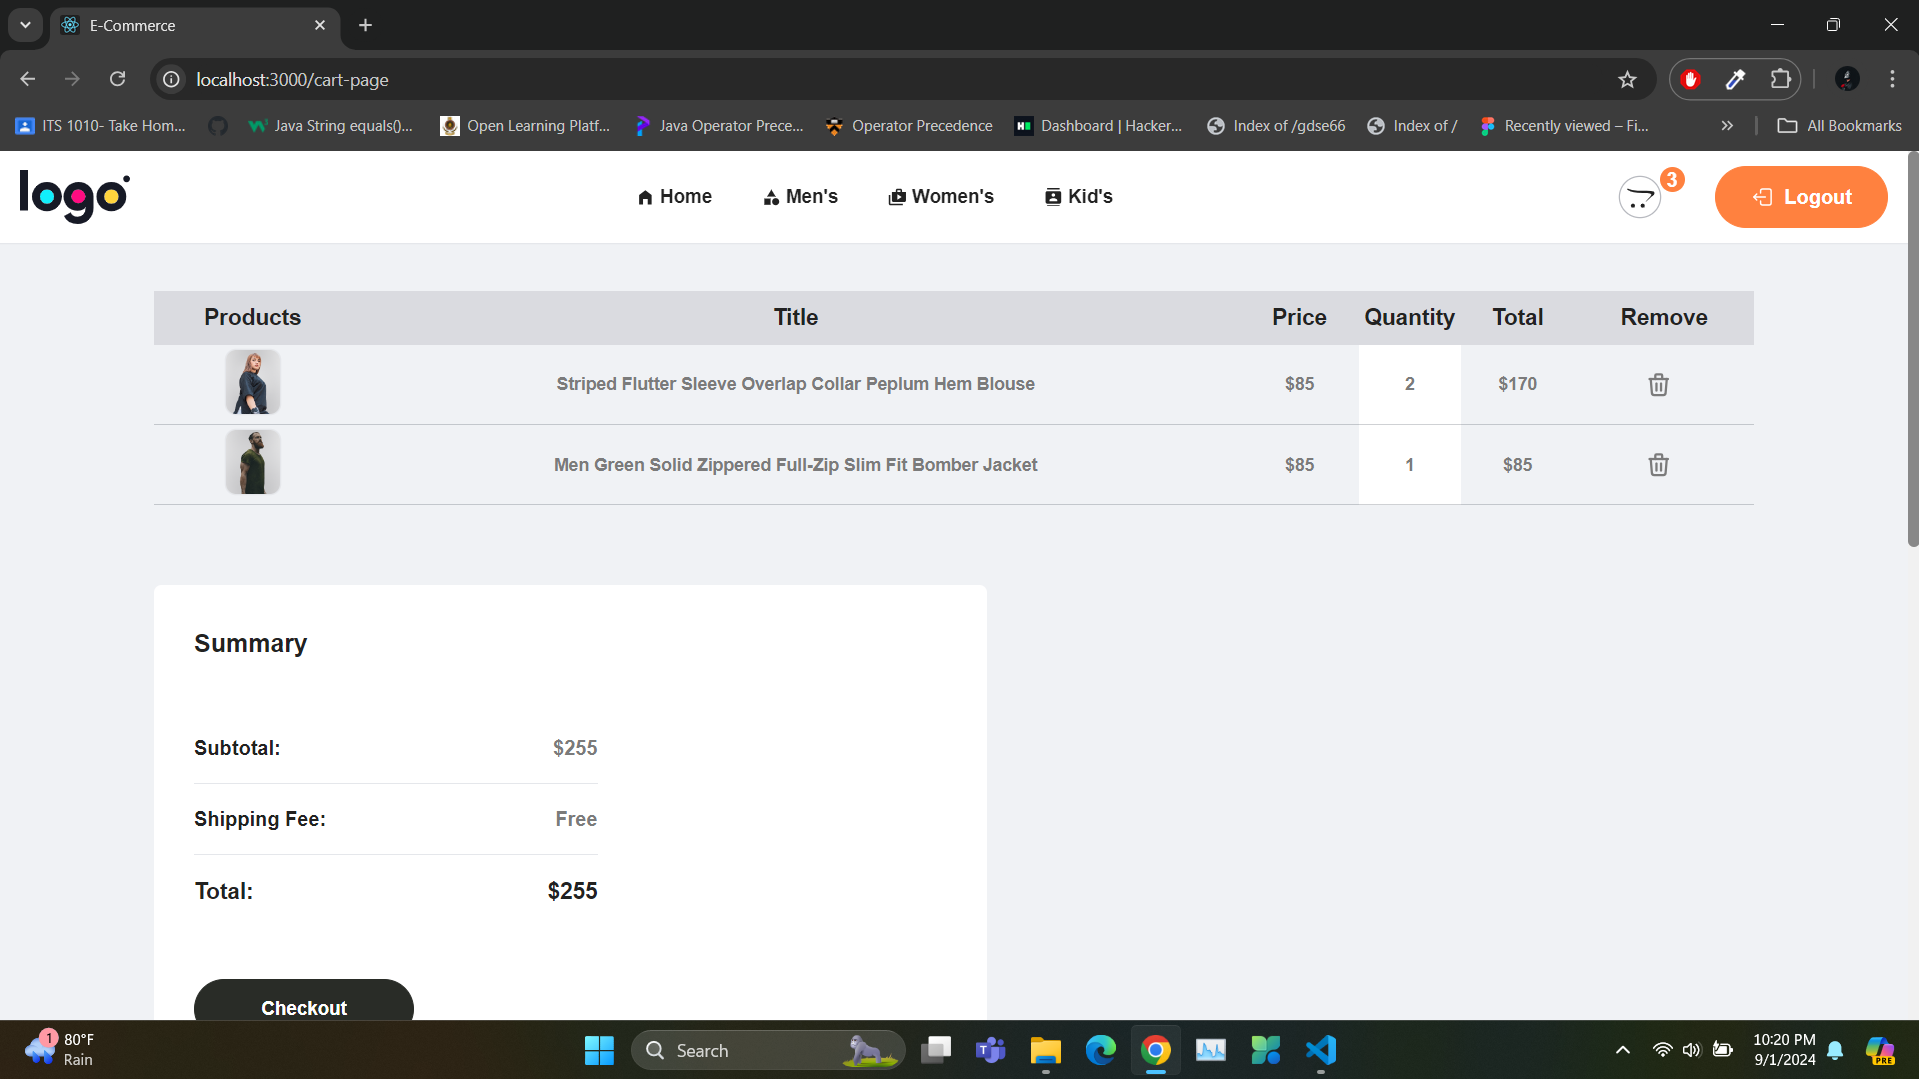 E-Commerce
localhost:3000/cart-page
ITS 1010- Take Hom... Java String equals()... Open Learning Platf... Java Operator Prece... Operator Precedence Dashboard | Hacker... Index of /gdse66 Index of / Recently viewed – Fi... » All Bookmarks
logo Home Men's Women's Kid's 3 Logout
Products Title Price Quantity Total Remove
Striped Flutter Sleeve Overlap Collar Peplum Hem Blouse $85 2 $170
Men Green Solid Zippered Full-Zip Slim Fit Bomber Jacket $85 1 $85
Summary
Subtotal: $255
Shipping Fee: Free
Total: $255
Checkout
1 80°F
Rain
Search
10:20 PM
9/1/2024
PRE